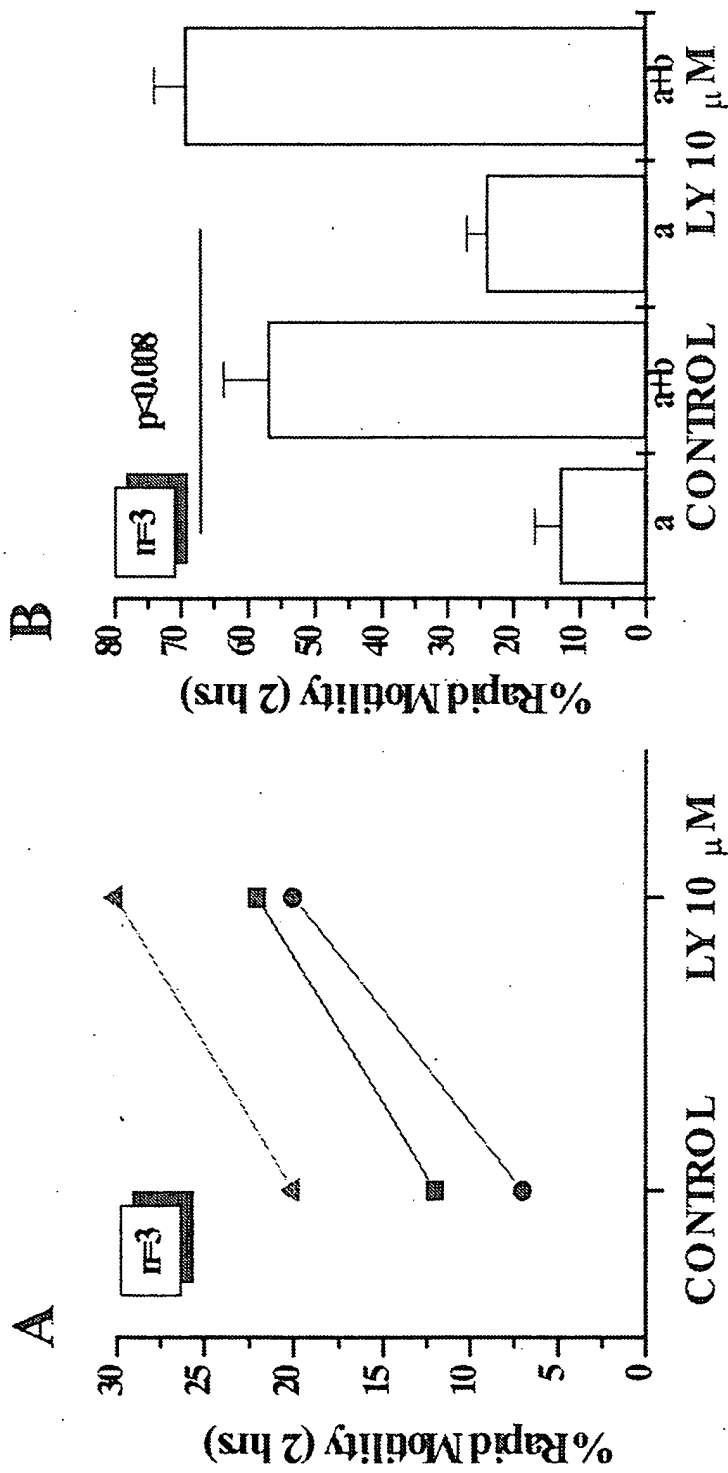 A
n=3
% Rapid Motility (2 hrs)
30
25
20
15
10
5
0
CONTROL LY 10 μM
B
n=3
p<0.008
% Rapid Motility (2 hrs)
80
70
60
50
40
30
20
10
0
a a+b a a+b
CONTROL LY 10 μM